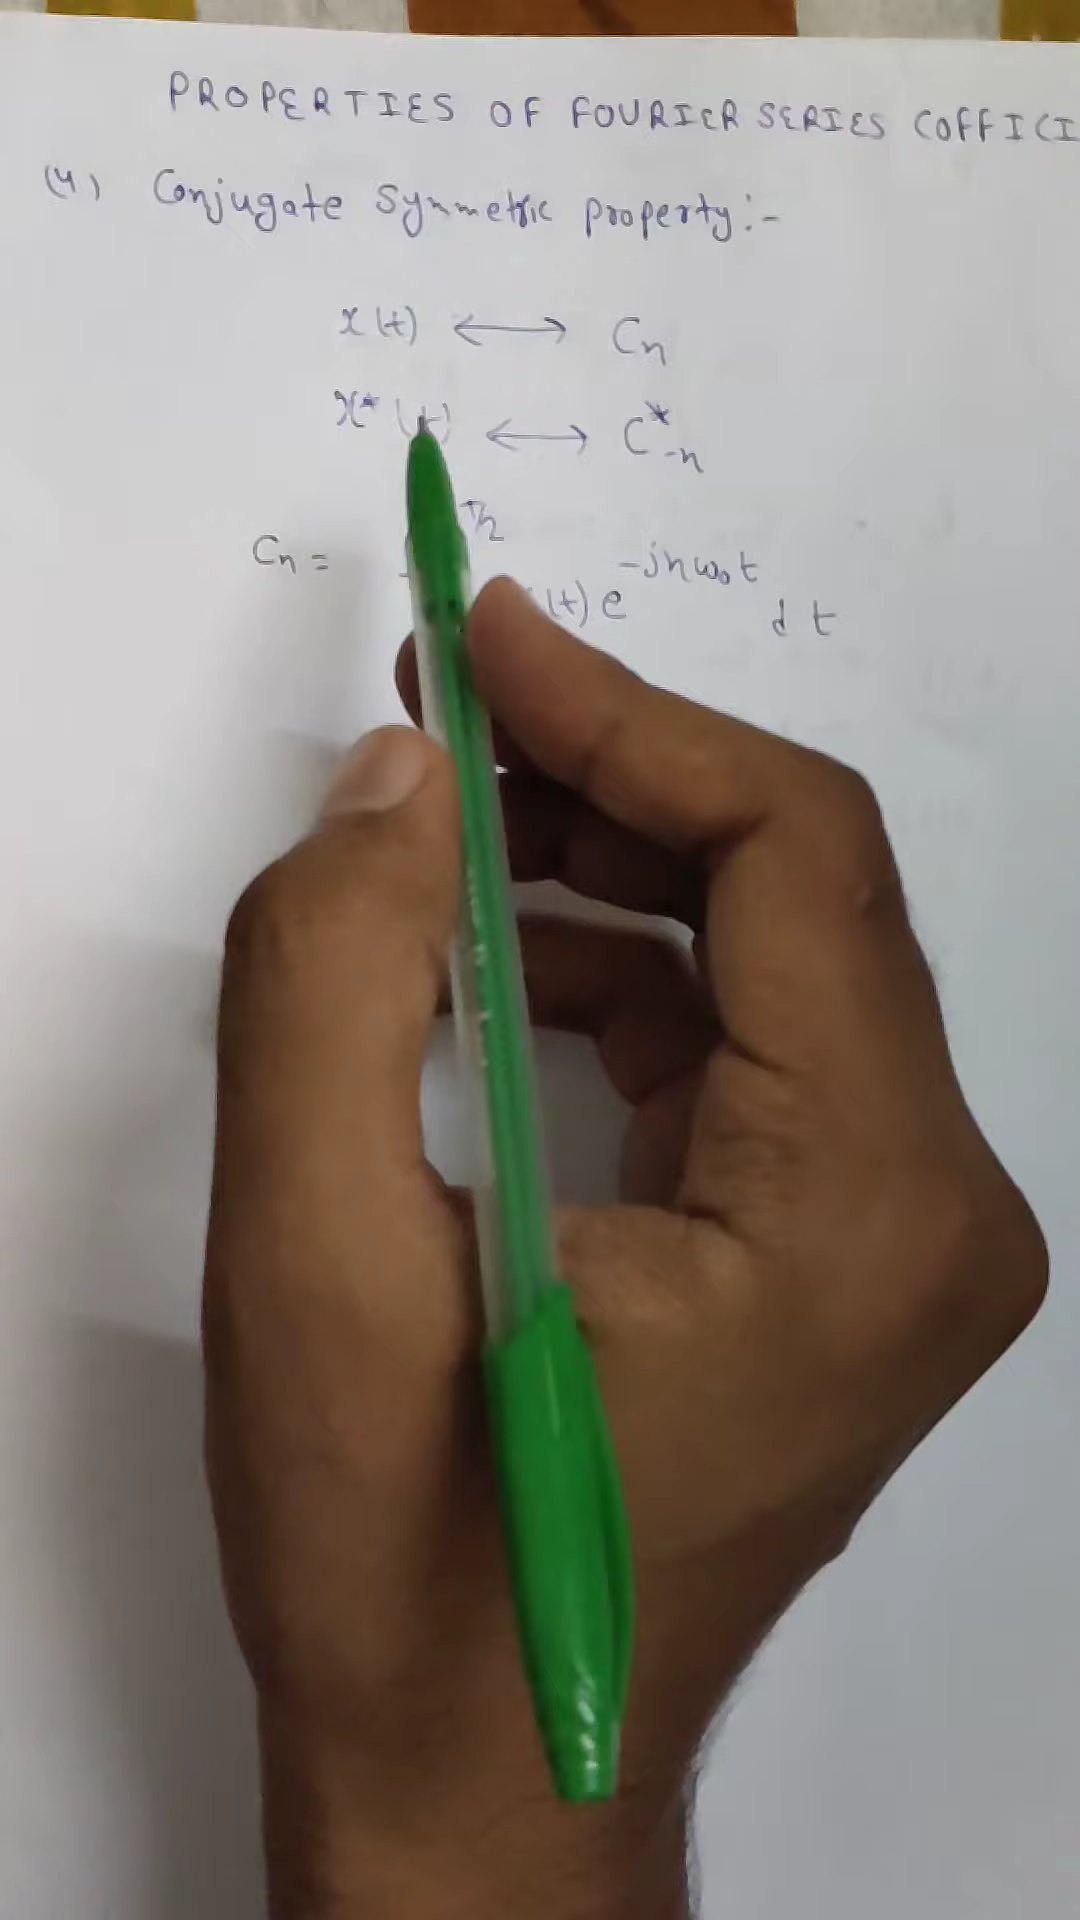 PROPERTIES OF FOURIER SERIES COFFICI
(4) Conjugate Symmetric property:-
x(t) ⟷ Cn
x* (t) ⟷ C*-n
Cn = T/2 (t) e -jnω₀t dt